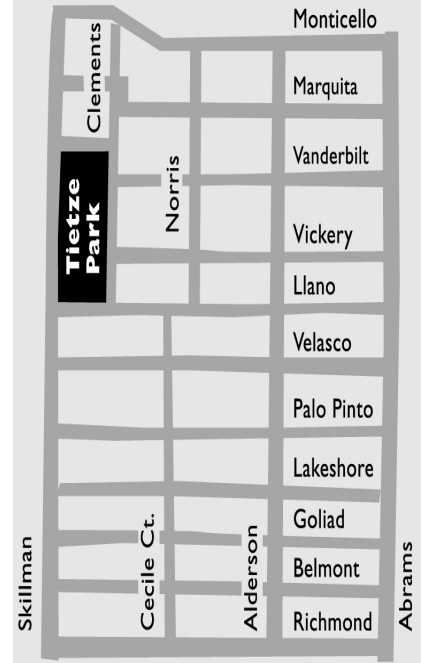 Monticello
Clements
Marquita
Vanderbilt
Norris
Tietze
Park
Vickery
Llano
Velasco
Palo Pinto
Lakeshore
Goliad
Skillman
Cecile Ct.
Alderson
Abrams
Belmont
Richmond